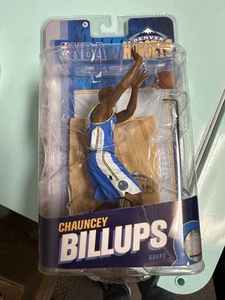 NBA
DENVER
NUGGETS
CHAUNCEY
BILLUPS
GUARD